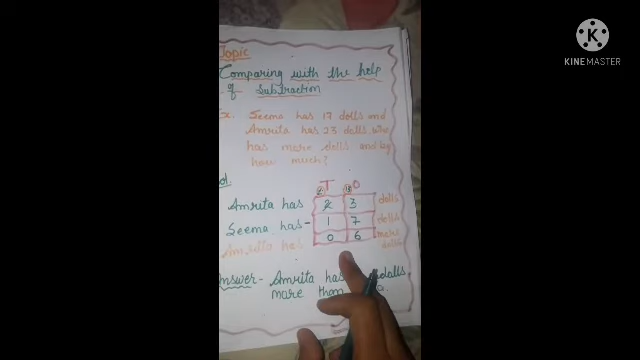 Topic
Comparing with the help
of subtraction
Ex. Seema has 17 dolls and
Amrita has 23 dolls who
has more dolls and by
how much?
T O
Amrita has 2 3 dolls
Seema has - 1 7 dolls
Amrita has 0 6 more dolls
Answer - Amrita has dolls
more than
K
KINEMASTER